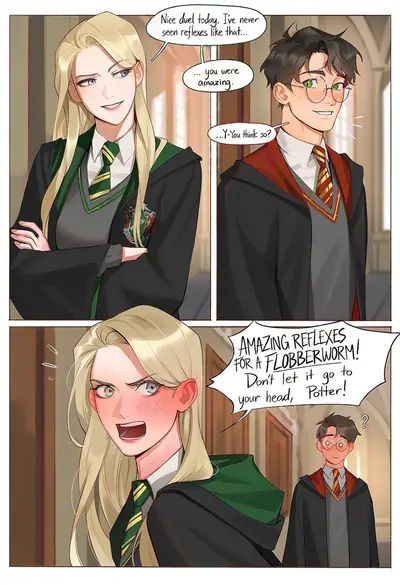 Nice duel today. I've never
seen reflexes like that...
... you were
amazing.
...Y-You think so?
AMAZING REFLEXES
FOR A FLOBBERWORM!
Don't let it go to
your head, Potter!
?